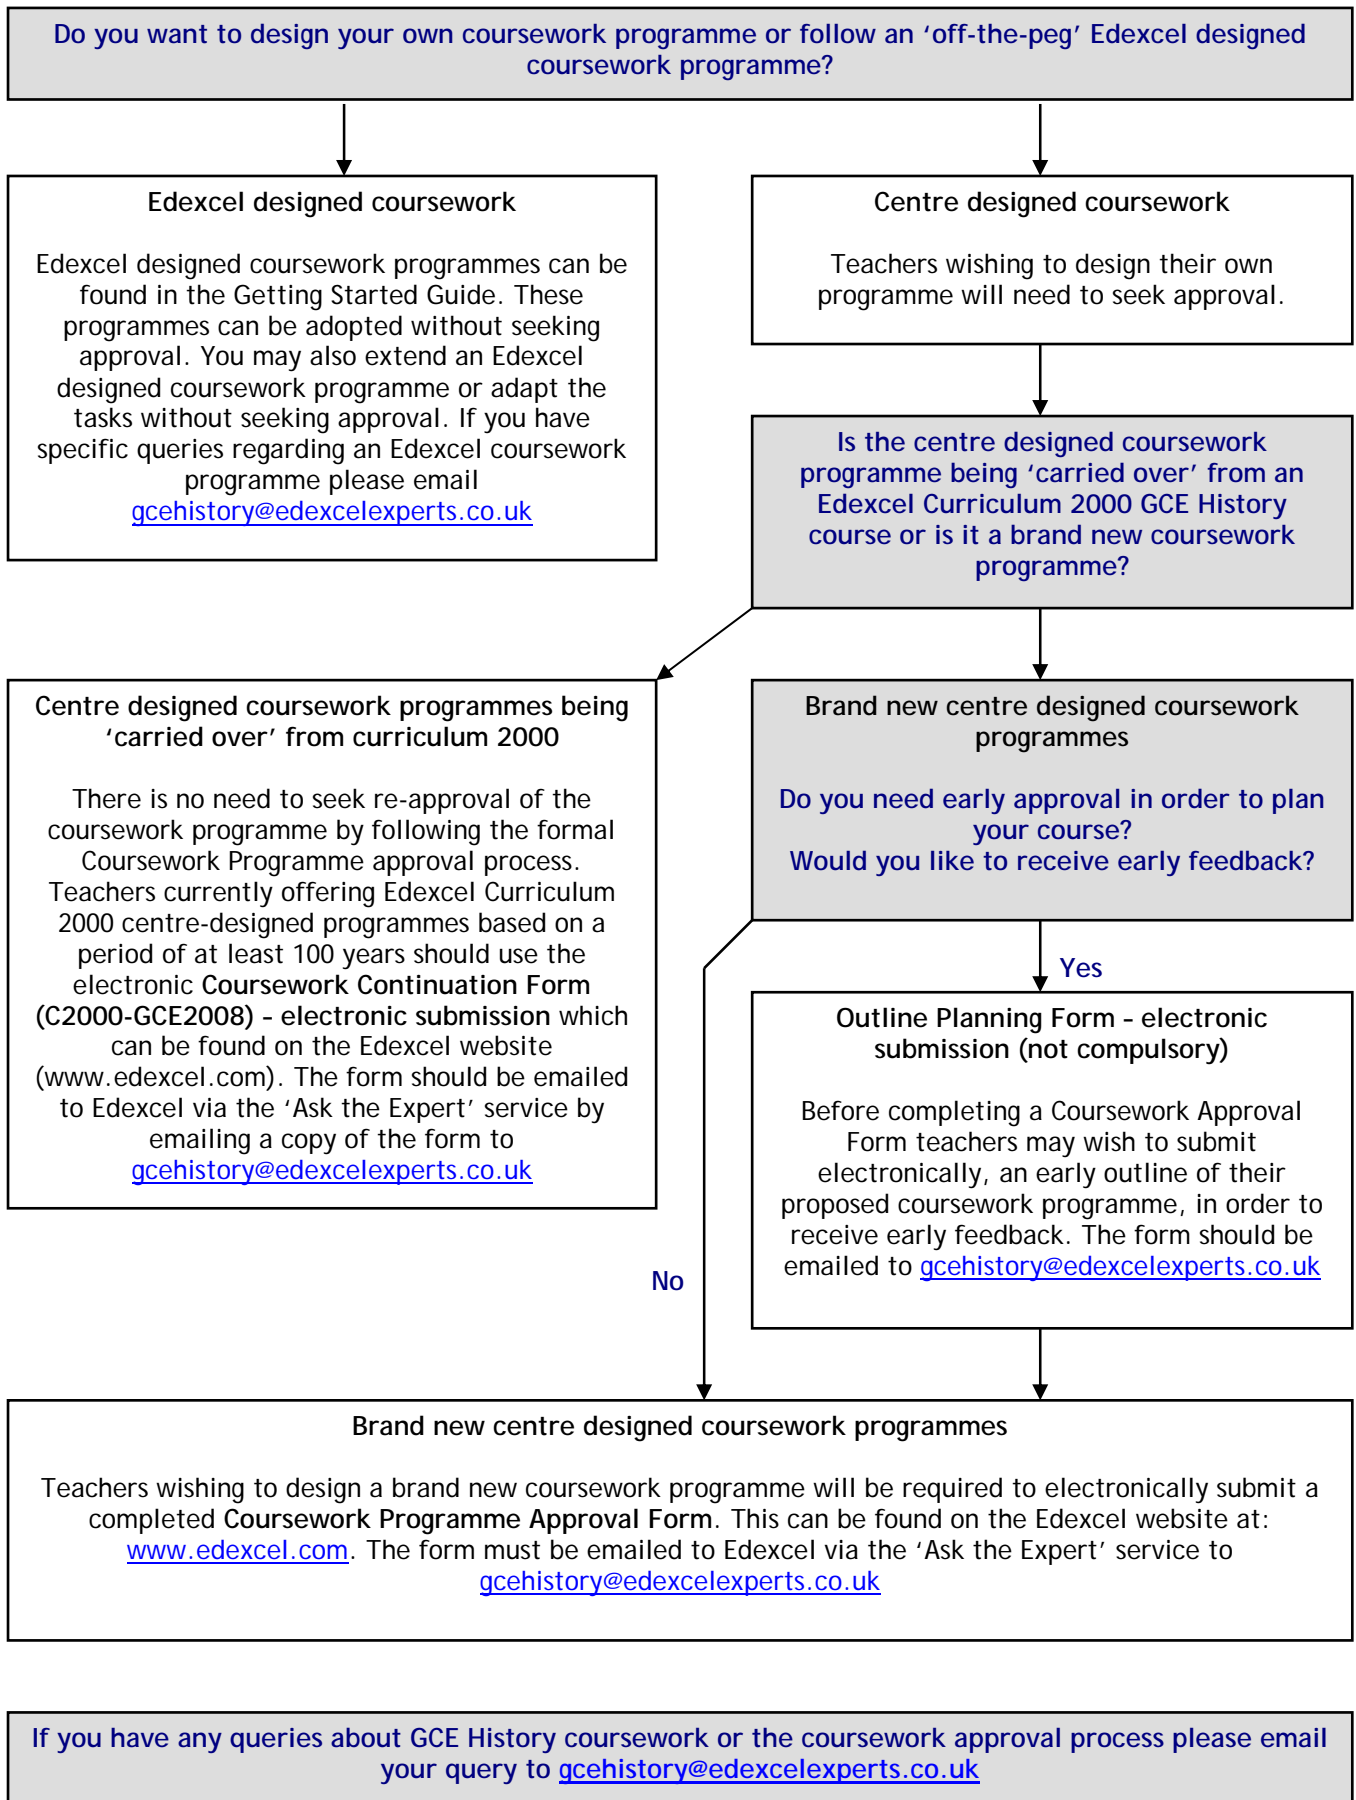 Do you want to design your own coursework programme or follow an ‘off-the-peg’ Edexcel designed
coursework programme?
Edexcel designed coursework
Edexcel designed coursework programmes can be
found in the Getting Started Guide. These
programmes can be adopted without seeking
approval. You may also extend an Edexcel
designed coursework programme or adapt the
tasks without seeking approval. If you have
specific queries regarding an Edexcel coursework
programme please email
gcehistory@edexcelexperts.co.uk
Centre designed coursework
Teachers wishing to design their own
programme will need to seek approval.
Is the centre designed coursework
programme being ‘carried over’ from an
Edexcel Curriculum 2000 GCE History
course or is it a brand new coursework
programme?
Centre designed coursework programmes being
‘carried over’ from curriculum 2000
There is no need to seek re-approval of the
coursework programme by following the formal
Coursework Programme approval process.
Teachers currently offering Edexcel Curriculum
2000 centre-designed programmes based on a
period of at least 100 years should use the
electronic Coursework Continuation Form
(C2000-GCE2008) – electronic submission which
can be found on the Edexcel website
(www.edexcel.com). The form should be emailed
to Edexcel via the ‘Ask the Expert’ service by
emailing a copy of the form to
gcehistory@edexcelexperts.co.uk
Brand new centre designed coursework
programmes
Do you need early approval in order to plan
your course?
Would you like to receive early feedback?
Yes
Outline Planning Form – electronic
submission (not compulsory)
Before completing a Coursework Approval
Form teachers may wish to submit
electronically, an early outline of their
proposed coursework programme, in order to
receive early feedback. The form should be
emailed to gcehistory@edexcelexperts.co.uk
No
Brand new centre designed coursework programmes
Teachers wishing to design a brand new coursework programme will be required to electronically submit a
completed Coursework Programme Approval Form. This can be found on the Edexcel website at:
www.edexcel.com. The form must be emailed to Edexcel via the ‘Ask the Expert’ service to
gcehistory@edexcelexperts.co.uk
If you have any queries about GCE History coursework or the coursework approval process please email
your query to gcehistory@edexcelexperts.co.uk